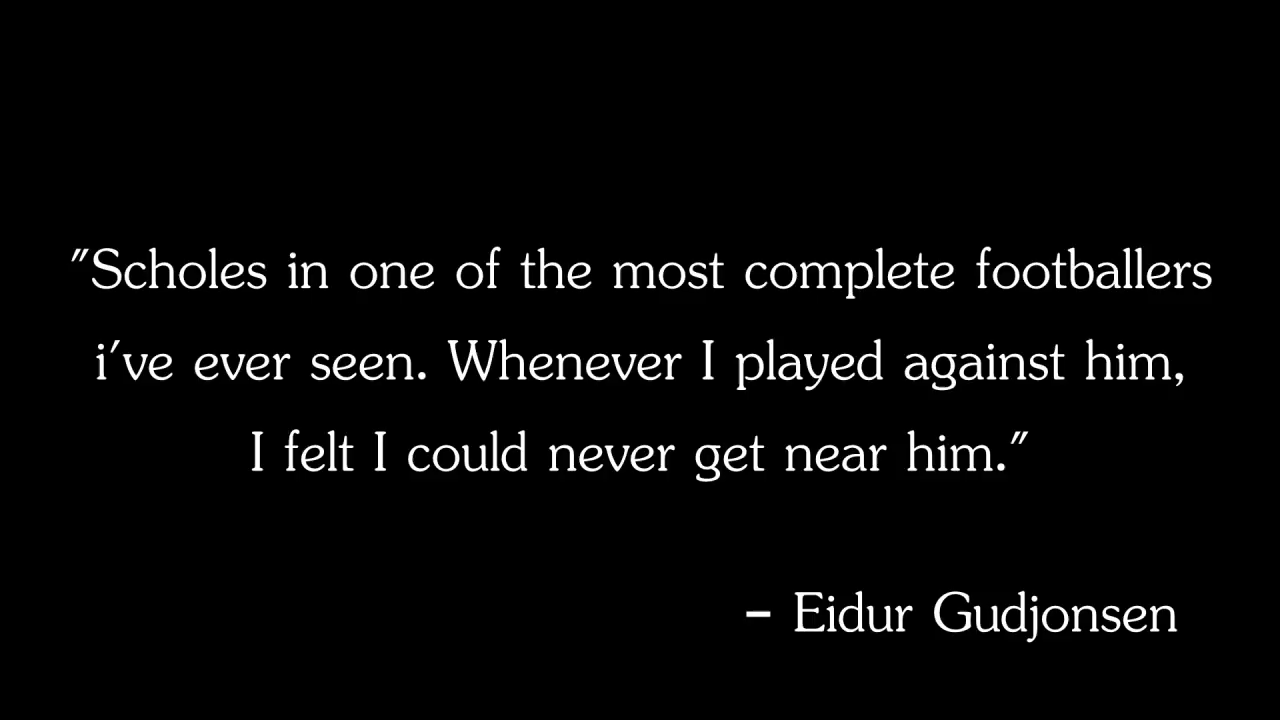 "Scholes in one of the most complete footballers
i've ever seen. Whenever I played against him,
I felt I could never get near him."
– Eidur Gudjonsen